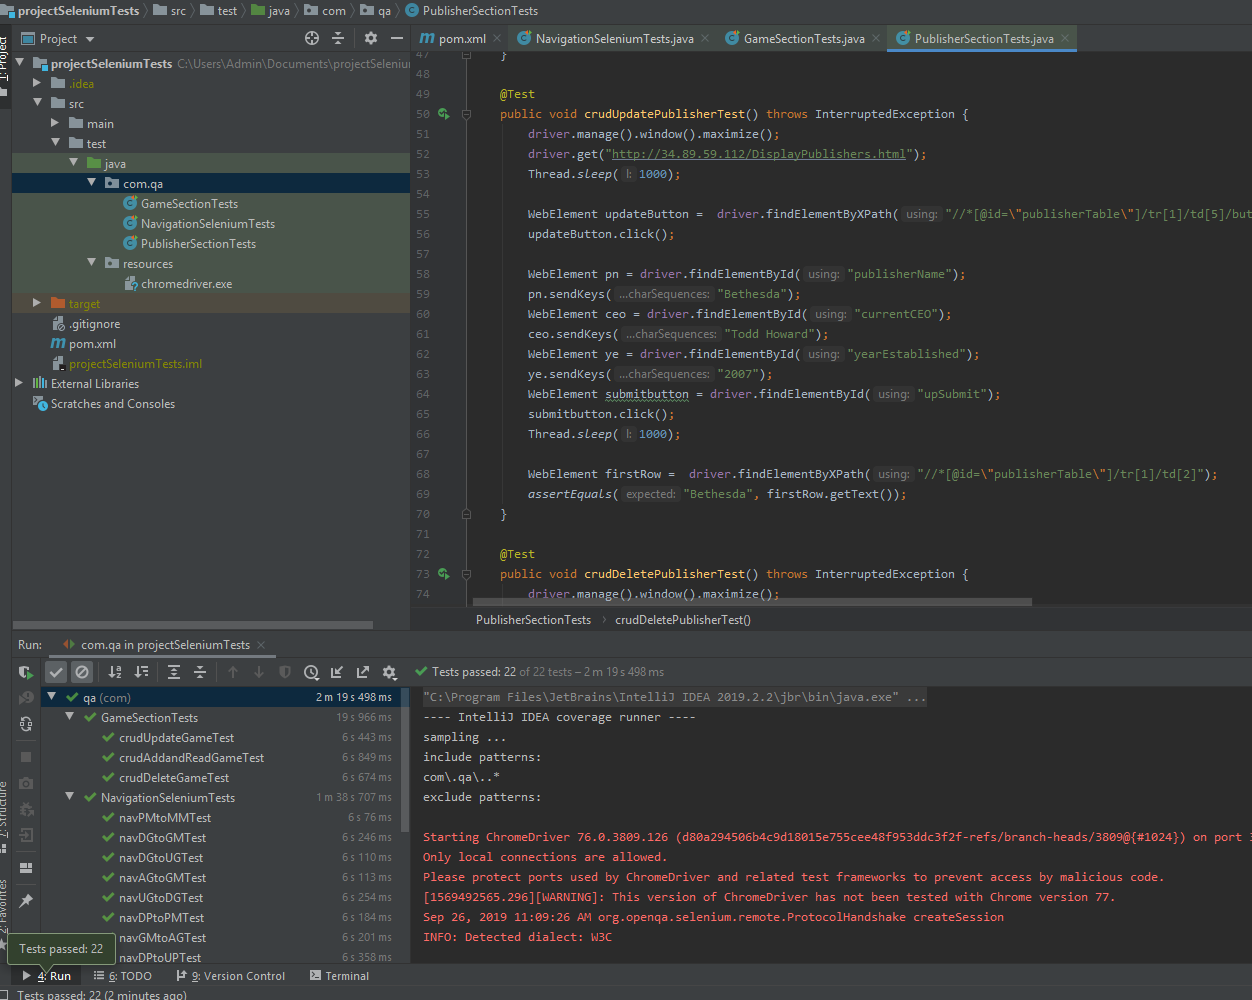 projectSeleniumTests › src › test › java › com › qa › PublisherSectionTests
1: Project
Project
pom.xml
NavigationSeleniumTests.java
GameSectionTests.java
PublisherSectionTests.java
projectSeleniumTests C:\Users\Admin\Documents\projectSeleniun
.idea
src
main
test
java
com.qa
GameSectionTests
NavigationSeleniumTests
PublisherSectionTests
resources
chromedriver.exe
target
.gitignore
pom.xml
projectSeleniumTests.iml
External Libraries
Scratches and Consoles
47 }
48
49 @Test
50 public void crudUpdatePublisherTest() throws InterruptedException {
51 driver.manage().window().maximize();
52 driver.get("http://34.89.59.112/DisplayPublishers.html");
53 Thread.sleep( l: 1000);
54
55 WebElement updateButton =  driver.findElementByXPath( using: "//*[@id=\"publisherTable\"]/tr[1]/td[5]/but
56 updateButton.click();
57
58 WebElement pn = driver.findElementById( using: "publisherName");
59 pn.sendKeys( ...charSequences: "Bethesda");
60 WebElement ceo = driver.findElementById( using: "currentCEO");
61 ceo.sendKeys( ...charSequences: "Todd Howard");
62 WebElement ye = driver.findElementById( using: "yearEstablished");
63 ye.sendKeys( ...charSequences: "2007");
64 WebElement submitbutton = driver.findElementById( using: "upSubmit");
65 submitbutton.click();
66 Thread.sleep( l: 1000);
67
68 WebElement firstRow =  driver.findElementByXPath( using: "//*[@id=\"publisherTable\"]/tr[1]/td[2]");
69 assertEquals( expected: "Bethesda", firstRow.getText());
70 }
71
72 @Test
73 public void crudDeletePublisherTest() throws InterruptedException {
74 driver.manage().window().maximize();
PublisherSectionTests › crudDeletePublisherTest()
Run: com.qa in projectSeleniumTests
Tests passed: 22 of 22 tests – 2 m 19 s 498 ms
qa (com) 2 m 19 s 498 ms
GameSectionTests 19 s 966 ms
crudUpdateGameTest 6 s 443 ms
crudAddandReadGameTest 6 s 849 ms
crudDeleteGameTest 6 s 674 ms
NavigationSeleniumTests 1 m 38 s 707 ms
navPMtoMMTest 6 s 76 ms
navDGtoGMTest 6 s 246 ms
navDGtoUGTest 6 s 110 ms
navAGtoGMTest 6 s 113 ms
navUGtoDGTest 6 s 254 ms
navDPtoPMTest 6 s 184 ms
navGMtoAGTest 6 s 201 ms
navDPtoUPTest 6 s 358 ms
"C:\Program Files\JetBrains\IntelliJ IDEA 2019.2.2\jbr\bin\java.exe" ...
---- IntelliJ IDEA coverage runner ----
sampling ...
include patterns:
com\.qa\..*
exclude patterns:
Starting ChromeDriver 76.0.3809.126 (d80a294506b4c9d18015e755cee48f953ddc3f2f-refs/branch-heads/3809@{#1024}) on port
Only local connections are allowed.
Please protect ports used by ChromeDriver and related test frameworks to prevent access by malicious code.
[1569492565.296][WARNING]: This version of ChromeDriver has not been tested with Chrome version 77.
Sep 26, 2019 11:09:26 AM org.openqa.selenium.remote.ProtocolHandshake createSession
INFO: Detected dialect: W3C
7: Structure
2: Favorites
Tests passed: 22
4: Run
6: TODO
9: Version Control
Terminal
Tests passed: 22 (2 minutes ago)